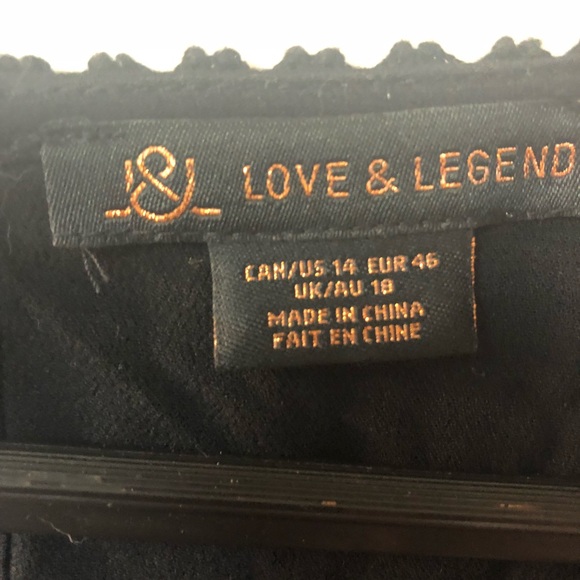 LOVE & LEGEND
CAN/US 14 EUR 46
UK/AU 18
MADE IN CHINA
FAIT EN CHINE